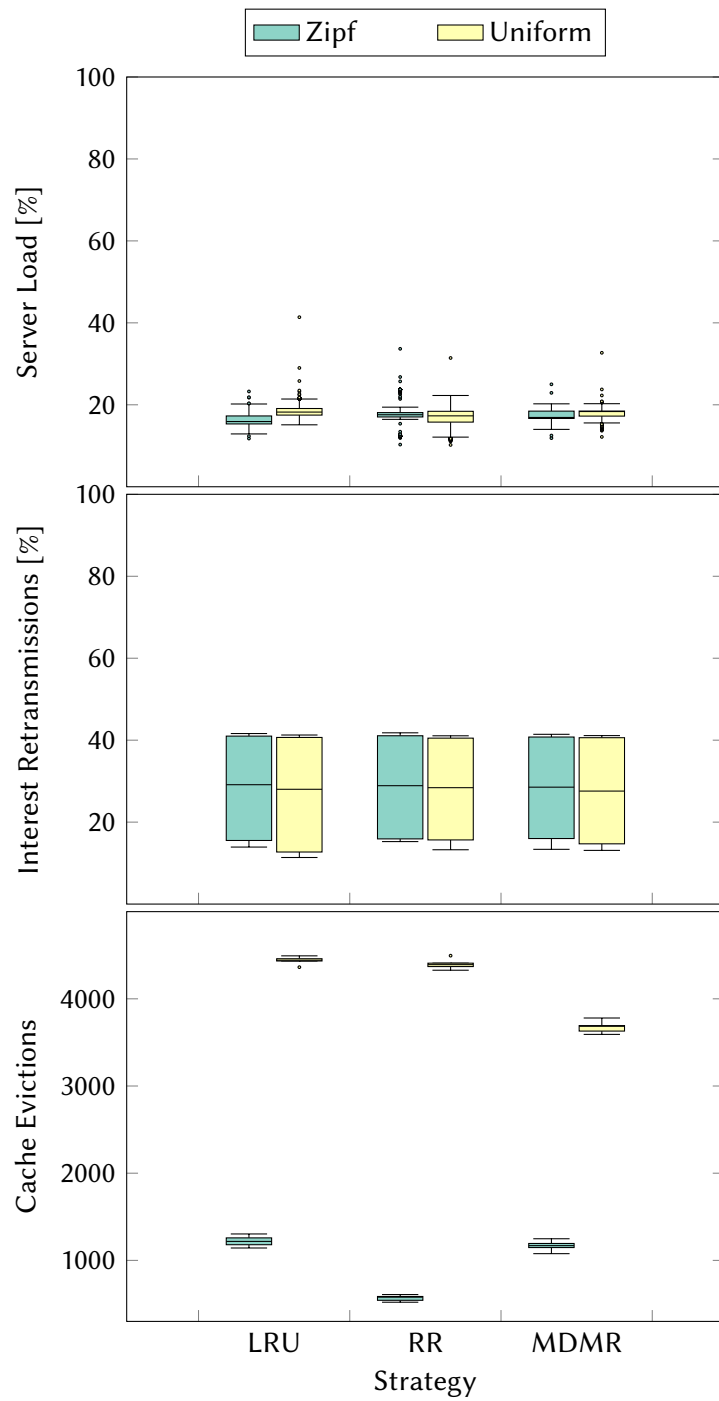 Zipf Uniform
100
80
60
40
20
Server Load [%]
100
80
60
40
20
Interest Retransmissions [%]
4000
3000
2000
1000
Cache Evictions
LRU RR MDMR
Strategy